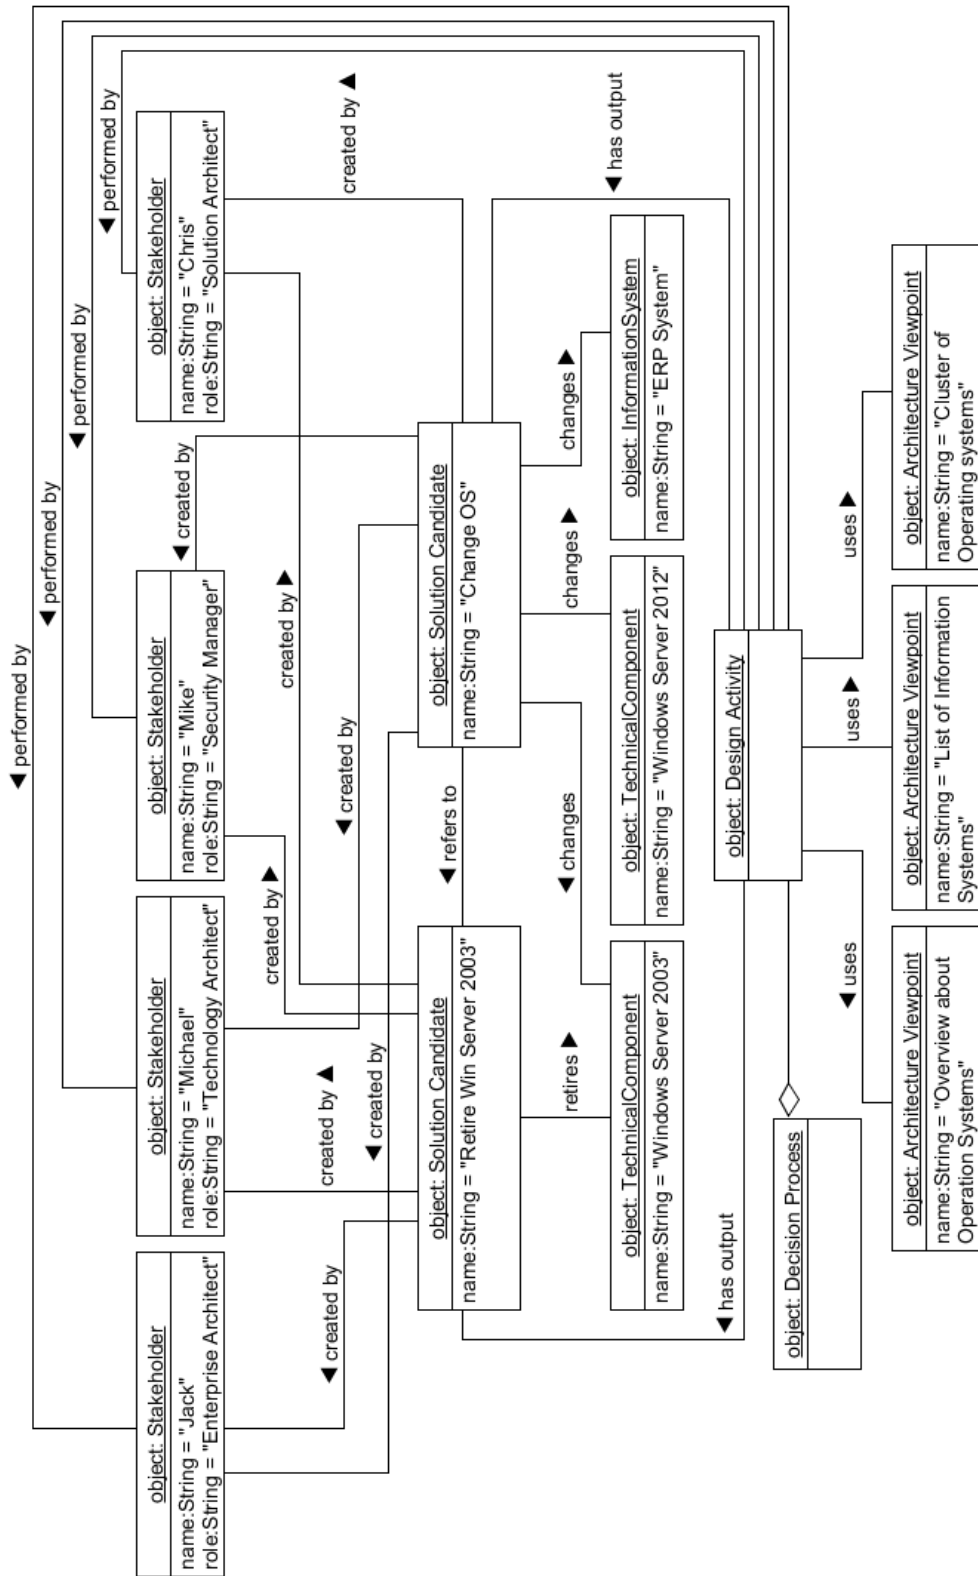 ◀ performed by
◀ performed by
◀ performed by
◀ performed by
object: Stakeholder
name:String = "Jack"
role:String = "Enterprise Architect"
object: Stakeholder
name:String = "Michael"
role:String = "Technology Architect"
object: Stakeholder
name:String = "Mike"
role:String = "Security Manager"
object: Stakeholder
name:String = "Chris"
role:String = "Solution Architect"
◀ created by
created by ▲
◀ created by
created by ▶
◀ created by
created by ▶
◀ created by
created by ▲
object: Solution Candidate
name:String = "Retire Win Server 2003"
◀ refers to
object: Solution Candidate
name:String = "Change OS"
retires ▶
◀ changes
changes ▶
changes ▶
◀ has output
◀ has output
object: TechnicalComponent
name:String = "Windows Server 2003"
object: TechnicalComponent
name:String = "Windows Server 2012"
object: InformationSystem
name:String = "ERP System"
object: Decision Process
object: Design Activity
◀ uses
uses ▶
uses ▶
object: Architecture Viewpoint
name:String = "Overview about
Operation Systems"
object: Architecture Viewpoint
name:String = "List of Information
Systems"
object: Architecture Viewpoint
name:String = "Cluster of
Operating systems"